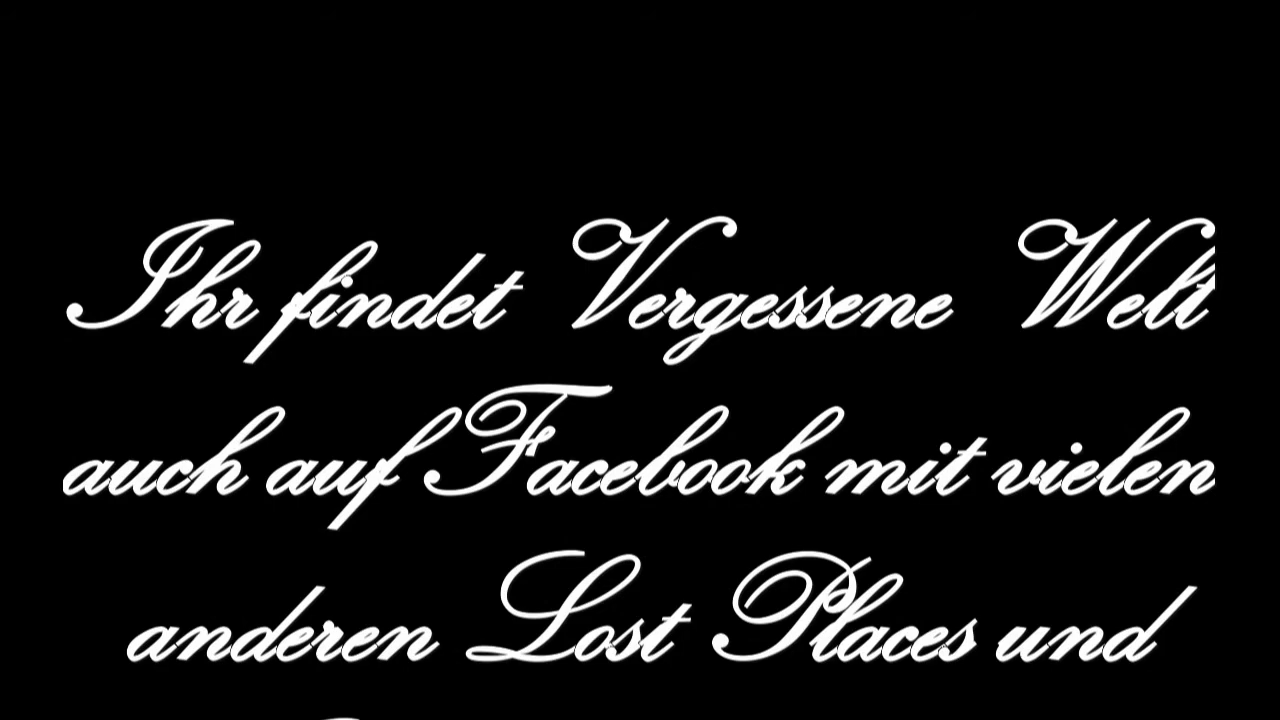 Ihr findet Vergessene Welt
auch auf Facebook mit vielen
anderen Lost Places und